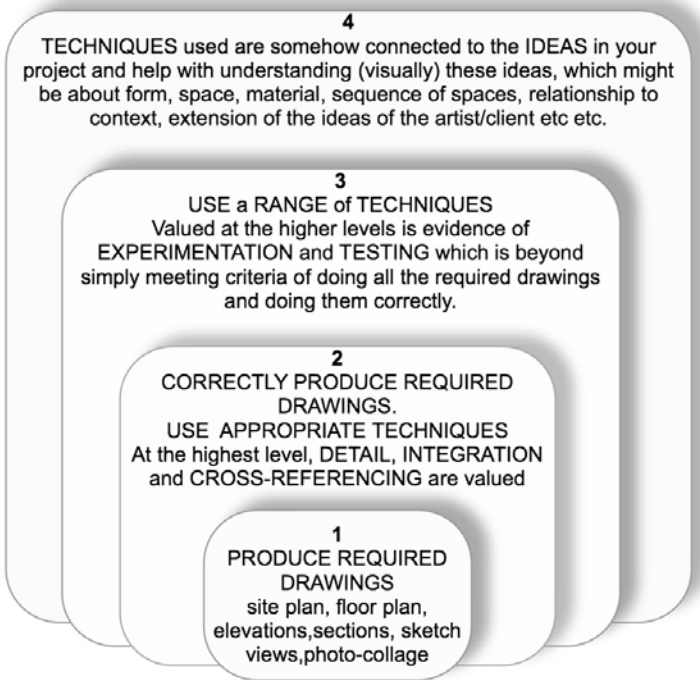 4
TECHNIQUES used are somehow connected to the IDEAS in your
project and help with understanding (visually) these ideas, which might
be about form, space, material, sequence of spaces, relationship to
context, extension of the ideas of the artist/client etc etc.
3
USE a RANGE of TECHNIQUES
Valued at the higher levels is evidence of
EXPERIMENTATION and TESTING which is beyond
simply meeting criteria of doing all the required drawings
and doing them correctly.
2
CORRECTLY PRODUCE REQUIRED
DRAWINGS.
USE APPROPRIATE TECHNIQUES
At the highest level, DETAIL, INTEGRATION
and CROSS-REFERENCING are valued
1
PRODUCE REQUIRED
DRAWINGS
site plan, floor plan,
elevations,sections, sketch
views,photo-collage